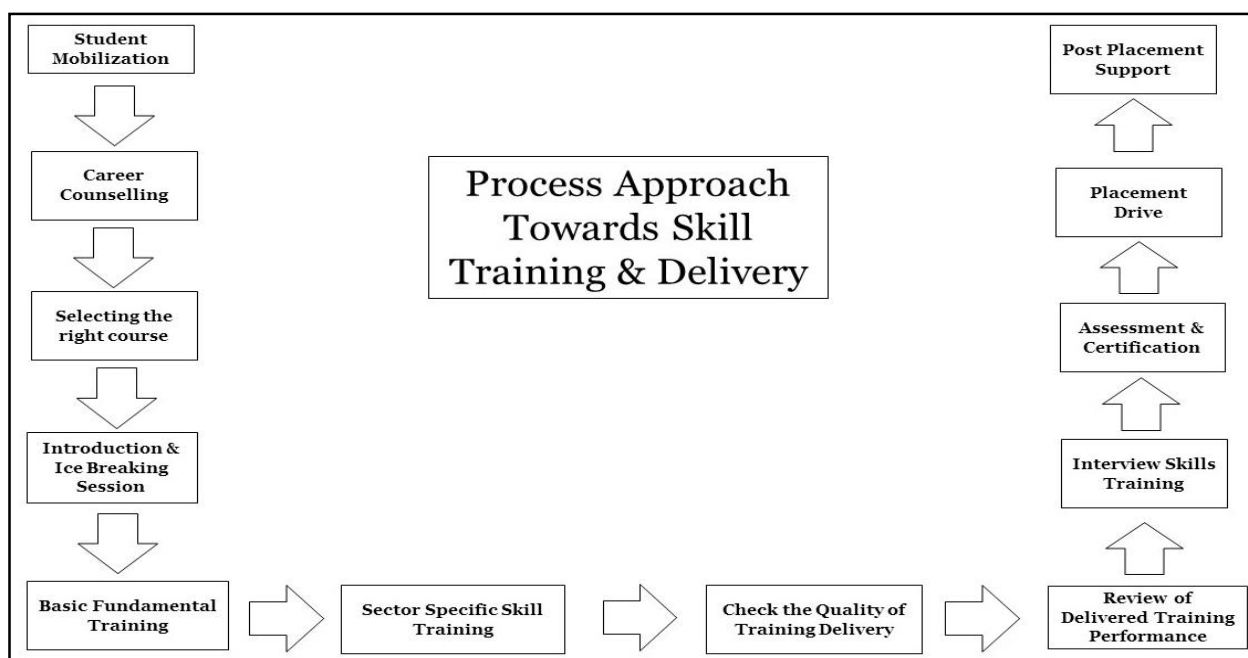 Student
Mobilization
Career
Counselling
Selecting the
right course
Introduction &
Ice Breaking
Session
Basic Fundamental
Training
Sector Specific Skill
Training
Check the Quality of
Training Delivery
Review of
Delivered Training
Performance
Interview Skills
Training
Assessment &
Certification
Placement
Drive
Post Placement
Support
Process Approach
Towards Skill
Training & Delivery